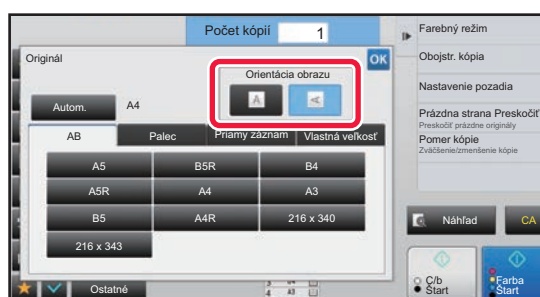 Počet kópií 1
Originál
OK
Orientácia obrazu
A A
Autom. A4
AB Palec Priamy záznam Vlastná veľkosť
A5 B5R B4
A5R A4 A3
B5 A4R 216 x 340
216 x 343
Ostatné
Farebný režim
Obojstr. kópia
Nastavenie pozadia
Prázdna strana Preskočiť
Preskočiť prázdne originály
Pomer kópie
Zväčšenie/zmenšenie kópie
Náhľad CA
Č/b
Štart
Farba
Štart